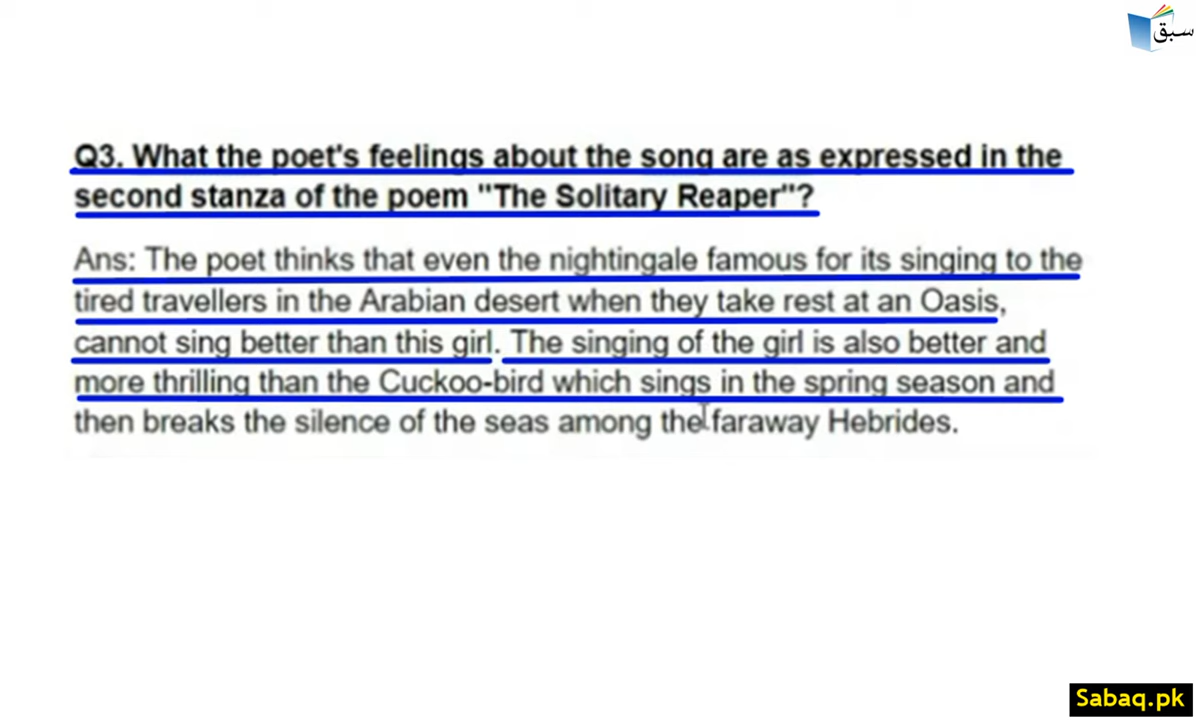 سبق
Q3. What the poet's feelings about the song are as expressed in the
second stanza of the poem "The Solitary Reaper"?
Ans: The poet thinks that even the nightingale famous for its singing to the
tired travellers in the Arabian desert when they take rest at an Oasis,
cannot sing better than this girl. The singing of the girl is also better and
more thrilling than the Cuckoo-bird which sings in the spring season and
then breaks the silence of the seas among the faraway Hebrides.
Sabaq.pk